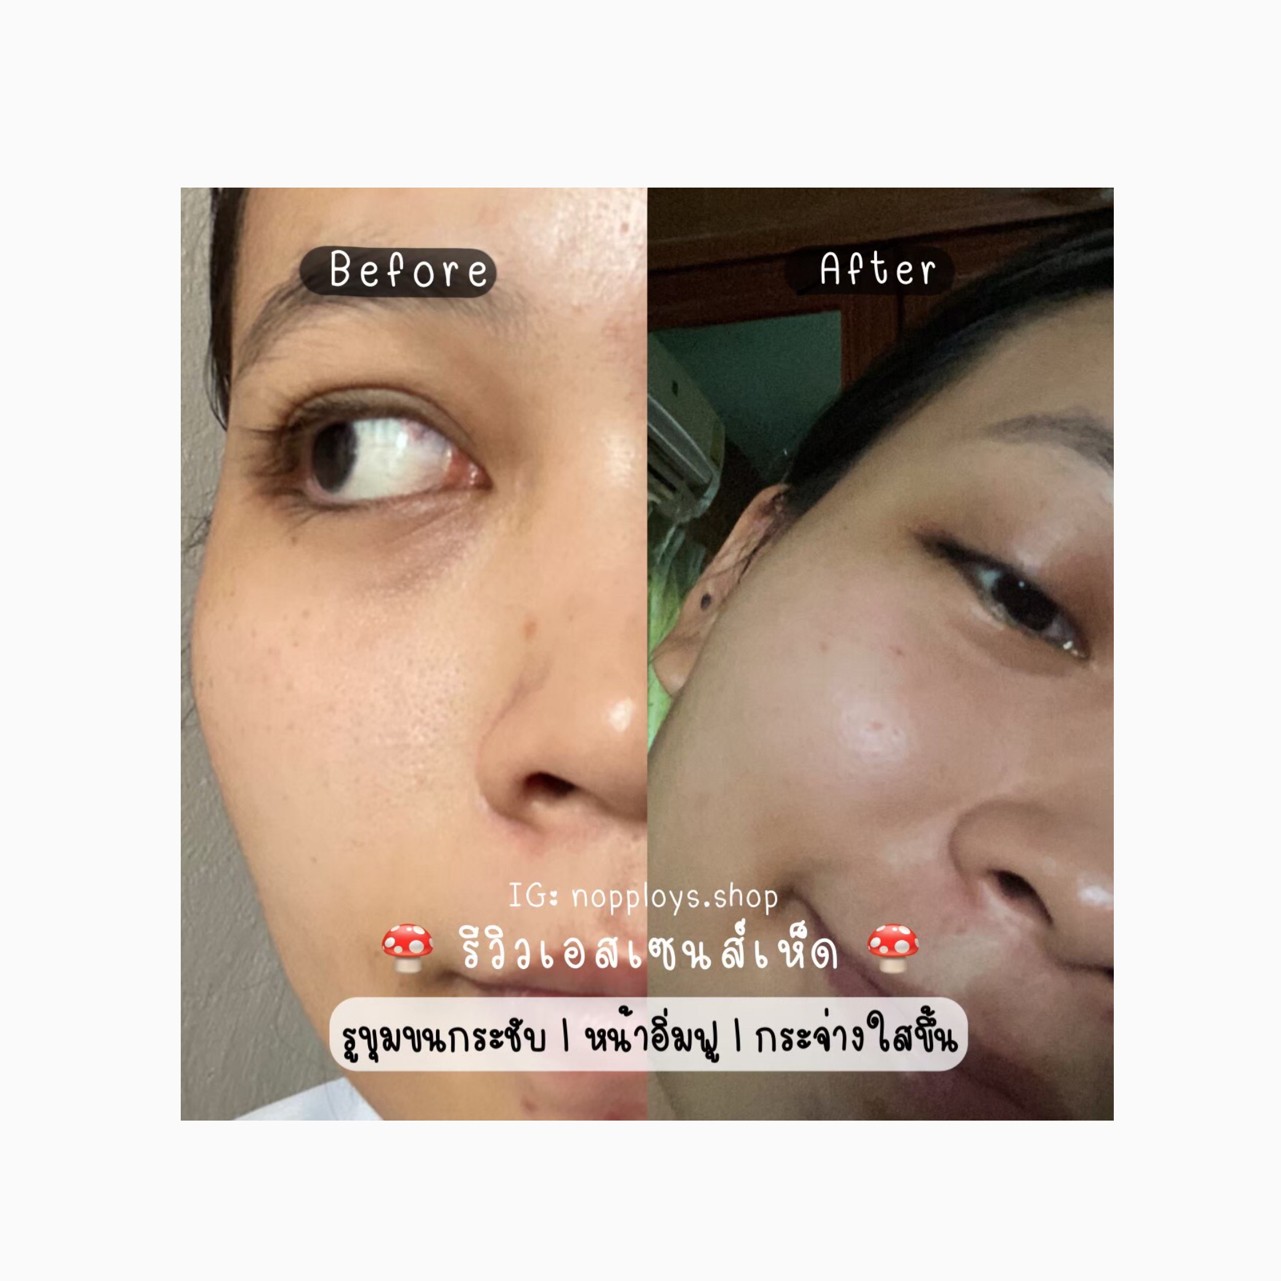 Before
After
IG: nopploys.shop
รีวิวเอสเซนส์เห็ด
รูขุมขนกระชับ | หน้าอิ่มฟู | กระจ่างใสขึ้น